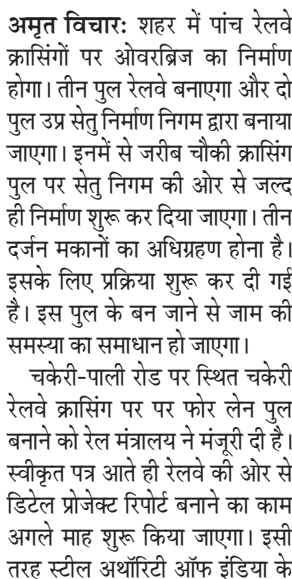 अमृत विचारः शहर में पांच रेलवे
क्रासिंगों पर ओवरब्रिज का निर्माण
होगा। तीन पुल रेलवे बनाएगा और दो
पुल उप्र सेतु निर्माण निगम द्वारा बनाया
जाएगा। इनमें से जरीब चौकी क्रासिंग
पुल पर सेतु निगम की ओर से जल्द
ही निर्माण शुरू कर दिया जाएगा। तीन
दर्जन मकानों का अधिग्रहण होना है।
इसके लिए प्रक्रिया शुरू कर दी गई
है। इस पुल के बन जाने से जाम की
समस्या का समाधान हो जाएगा।
चकेरी-पाली रोड पर स्थित चकेरी
रेलवे क्रासिंग पर पर फोर लेन पुल
बनाने को रेल मंत्रालय ने मंजूरी दी है।
स्वीकृत पत्र आते ही रेलवे की ओर से
डिटेल प्रोजेक्ट रिपोर्ट बनाने का काम
अगले माह शुरू किया जाएगा। इसी
तरह स्टील अथॉरिटी ऑफ इंडिया के